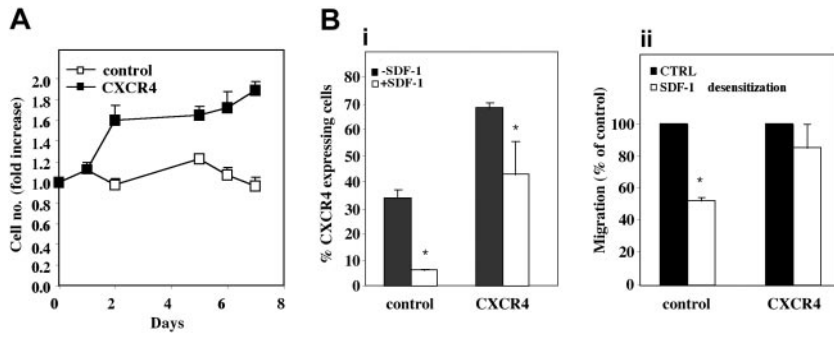 A
control
CXCR4
Cell no. (fold increase)
2.0
1.8
1.6
1.4
1.2
1.0
0.8
0.6
0.4
0.2
0.0
0
2
4
6
8
Days
B
i
-SDF-1
+SDF-1
% CXCR4 expressing cells
80
70
60
50
40
30
20
10
0
*
*
control
CXCR4
ii
CTRL
SDF-1 desensitization
Migration (% of control)
100
80
60
40
20
0
*
control
CXCR4